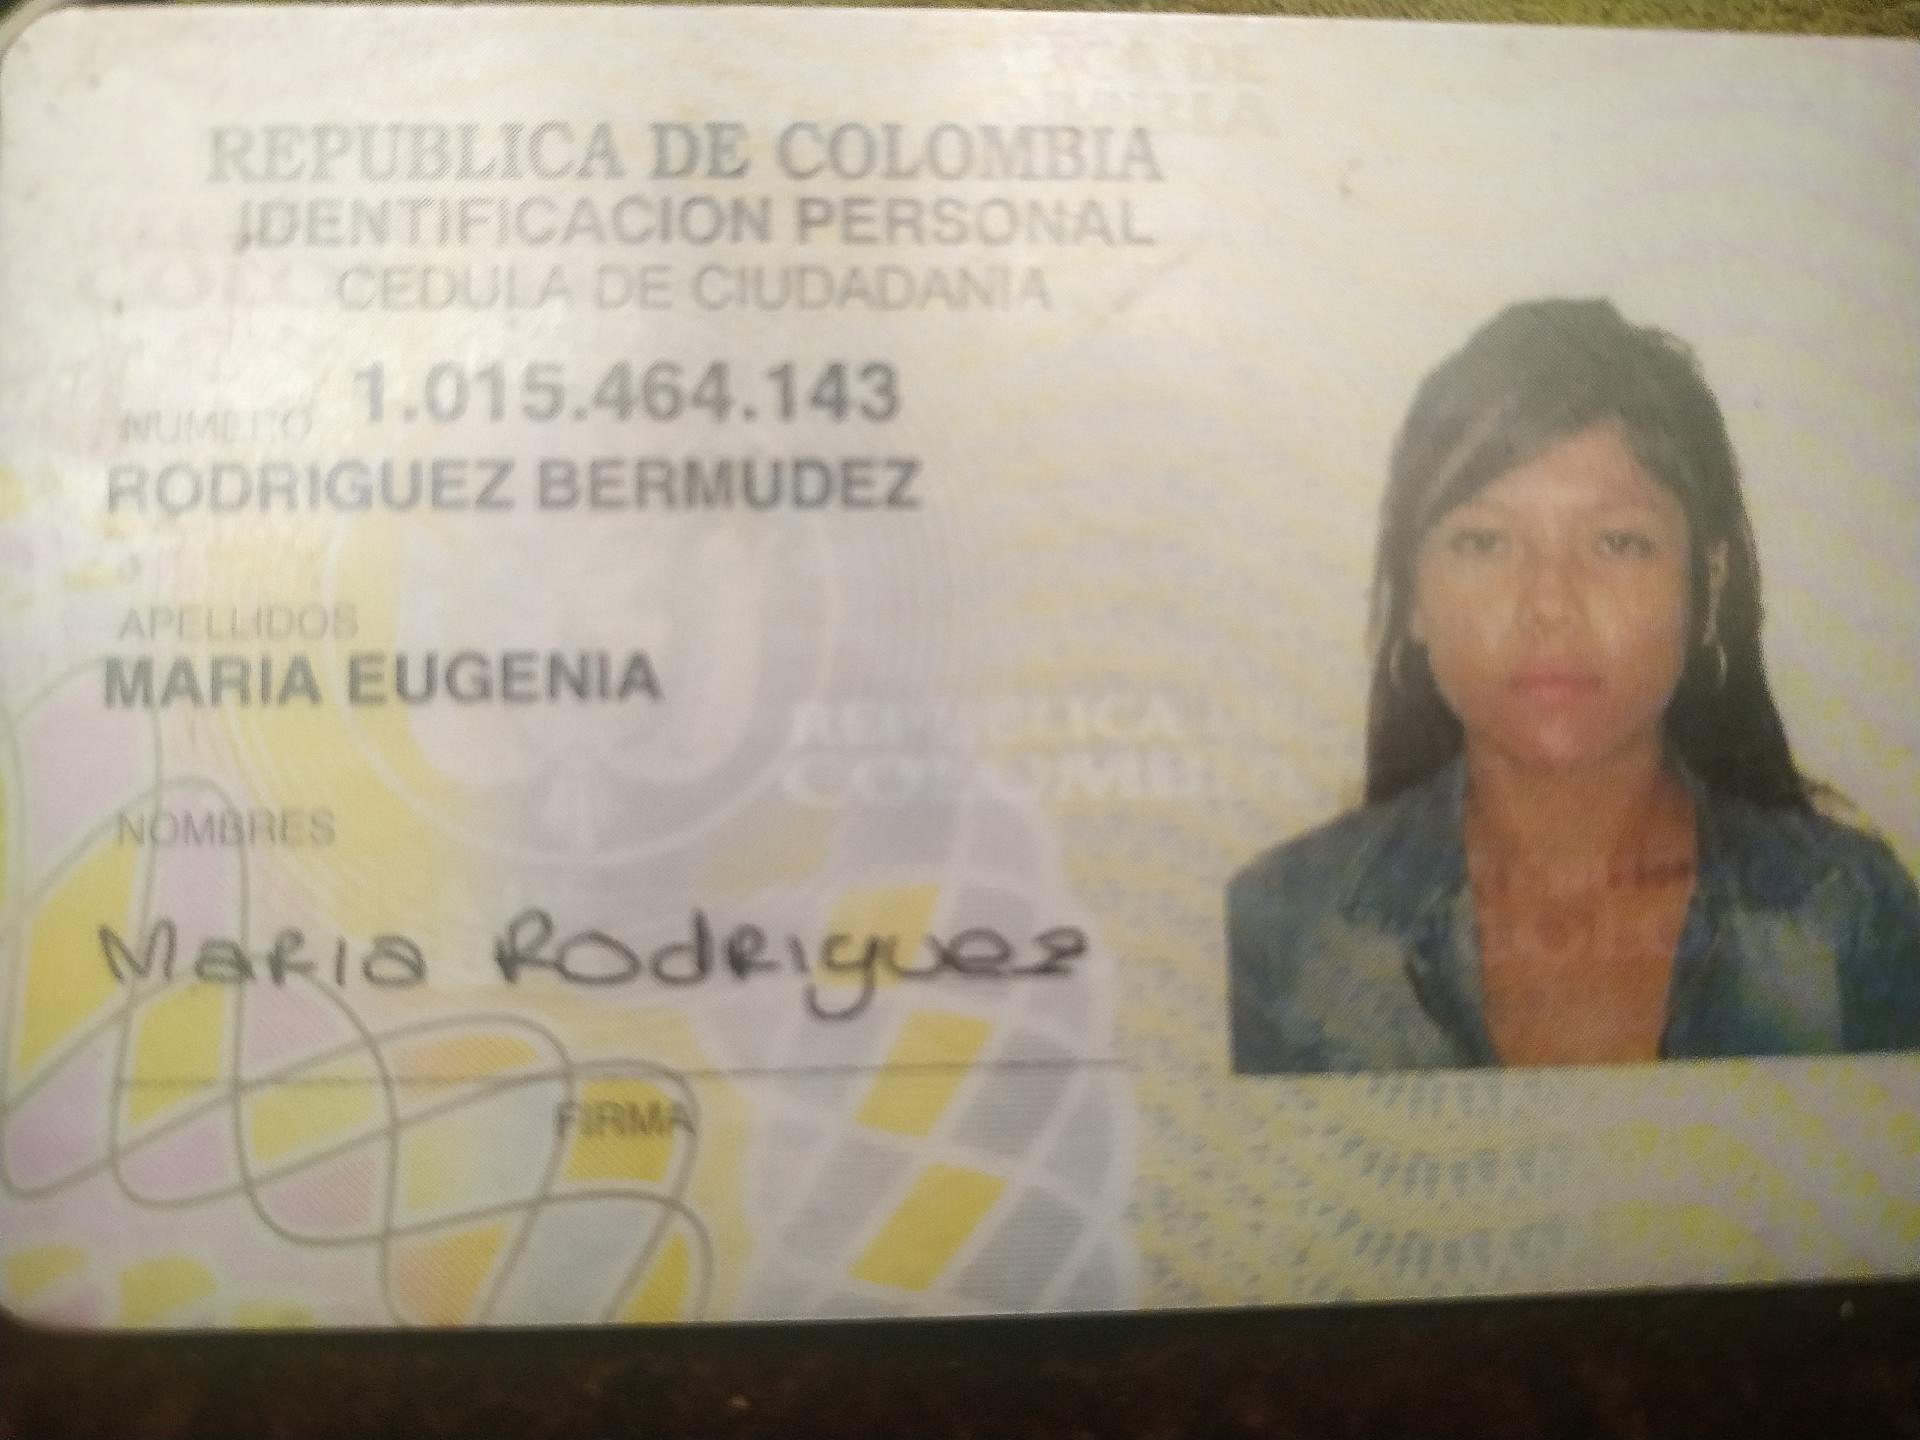 REPUBLICA DE COLOMBIA
IDENTIFICACION PERSONAL
CEDULA DE CIUDADANIA
NUMERO 1.015.464.143
RODRIGUEZ BERMUDEZ
APELLIDOS
MARIA EUGENIA
REPUBLICA DE
COLOMBIA
NOMBRES
Maria Rodriguez
FIRMA